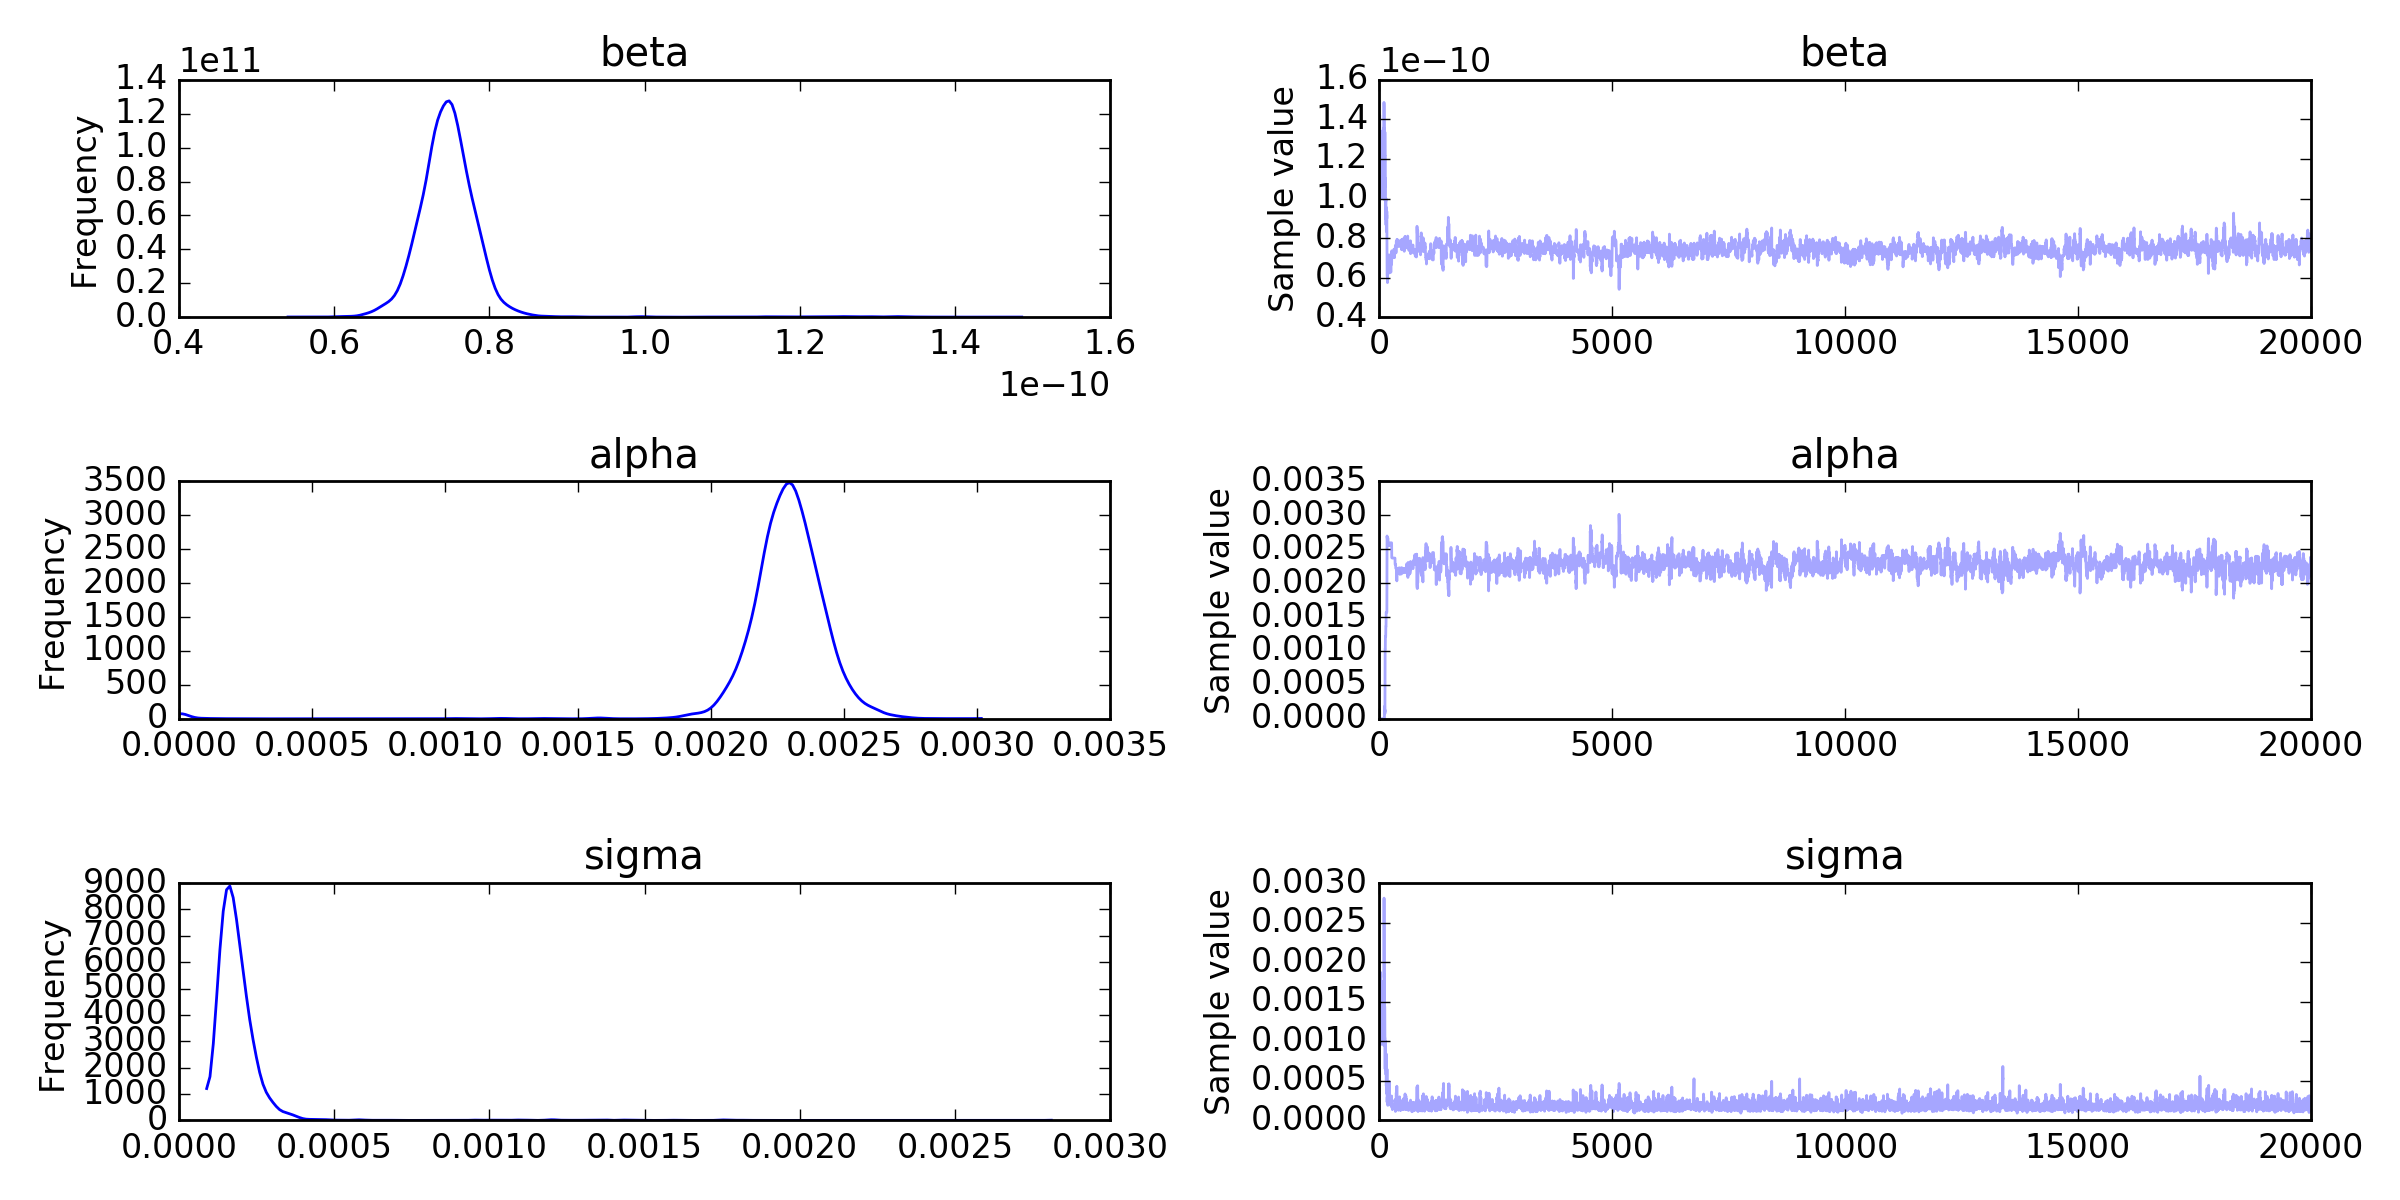 beta
1e11
1.4
1.2
1.0
0.8
0.6
0.4
0.2
0.0
Frequency
0.4 0.6 0.8 1.0 1.2 1.4 1.6
1e−10
beta
1e−10
1.6
1.4
1.2
1.0
0.8
0.6
0.4
Sample value
0 5000 10000 15000 20000
alpha
3500
3000
2500
2000
1500
1000
500
0
Frequency
0.0000 0.0005 0.0010 0.0015 0.0020 0.0025 0.0030 0.0035
alpha
0.0035
0.0030
0.0025
0.0020
0.0015
0.0010
0.0005
0.0000
Sample value
0 5000 10000 15000 20000
sigma
9000
8000
7000
6000
5000
4000
3000
2000
1000
0
Frequency
0.0000 0.0005 0.0010 0.0015 0.0020 0.0025 0.0030
sigma
0.0030
0.0025
0.0020
0.0015
0.0010
0.0005
0.0000
Sample value
0 5000 10000 15000 20000